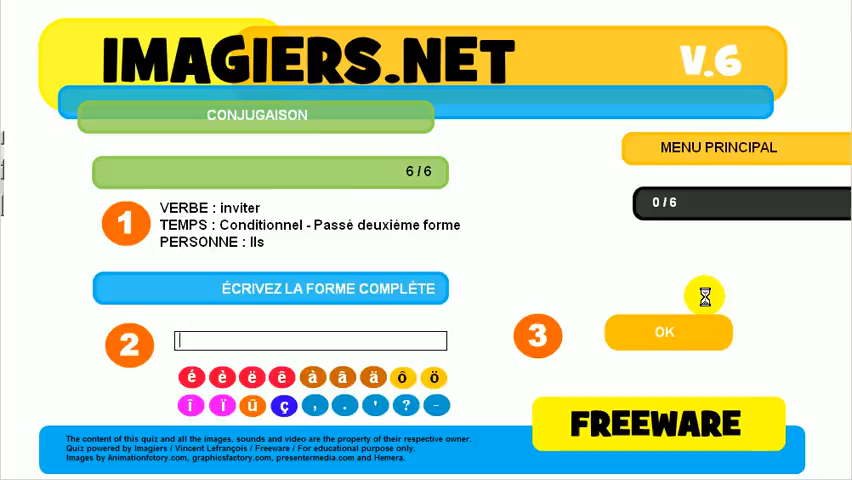 IMAGIERS.NET
V.6
CONJUGAISON
MENU PRINCIPAL
6 / 6
0 / 6
1
VERBE : inviter
TEMPS : Conditionnel - Passé deuxième forme
PERSONNE : Ils
ÉCRIVEZ LA FORME COMPLÈTE
2
3
OK
é è ë ê à â ä ô ö
î ï û ç , . ' ? -
FREEWARE
The content of this quiz and all the images, sounds and video are the property of their respective owner.
Quiz powered by Imagiers / Vincent Lefrançois / Freeware / For educational purpose only.
Images by Animationfctory.com, graphicsfactory.com, presentermedia.com and Hemera.